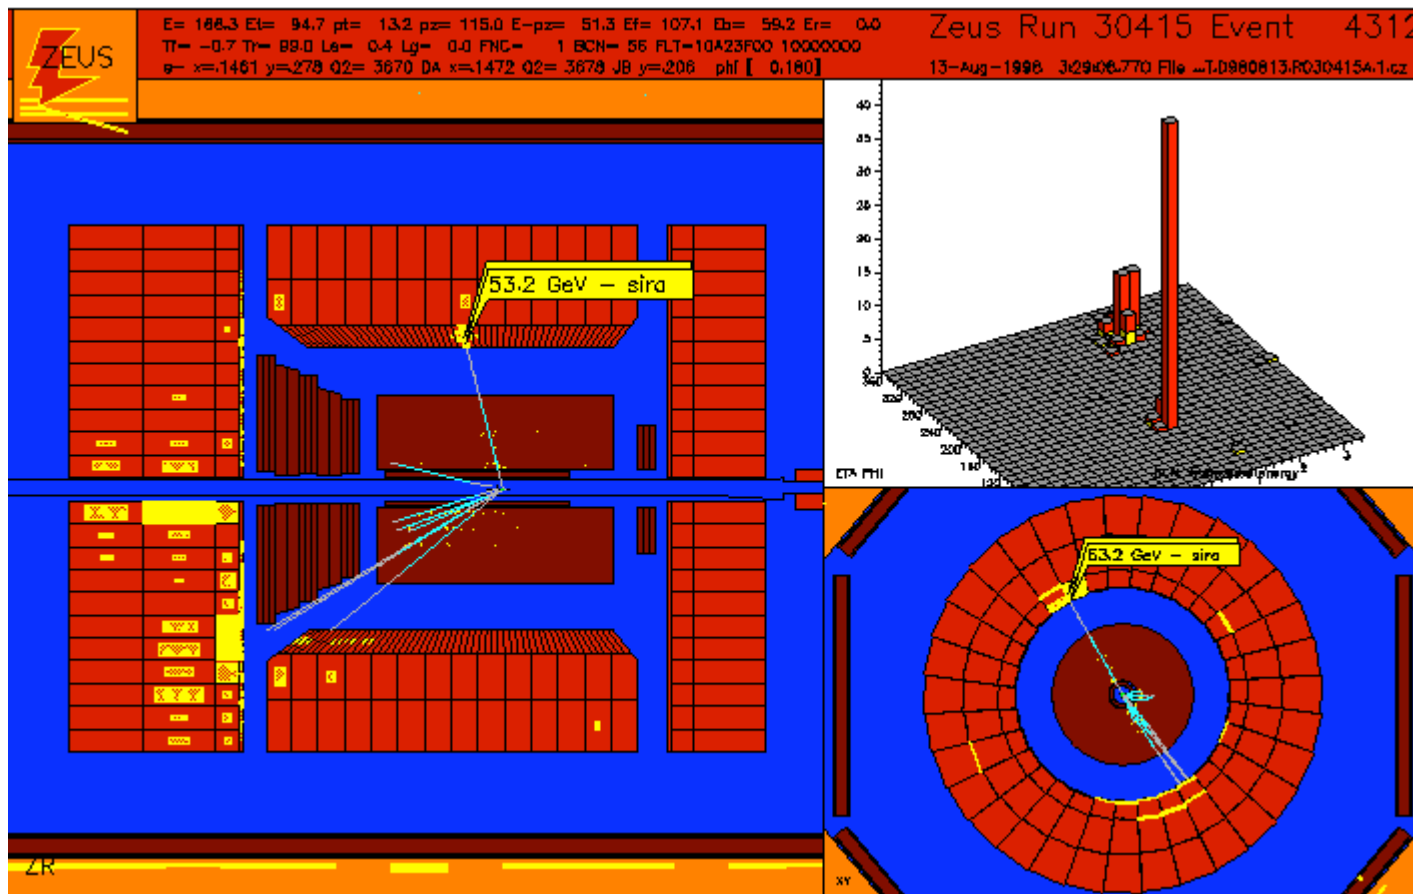 ZEUS
E= 166.3 Et= 94.7 pt= 13.2 pz= 115.0 E-pz= 51.3 Ef= 107.1 Eb= 59.2 Er= 0.0
Tf= -0.7 Tr= 99.0 Le= 0.4 Lg= 0.0 FNC= 1 BCN= 56 FLT=10A23F00 10000000
e- x=.1461 y=.278 Q2= 3670 DA x=.1472 Q2= 3678 JB y=.206 phi [ 0.180]
Zeus Run 30415 Event 4312
13-Aug-1998 3:29:06.770 File
53.2 GeV - sira
ZR
40
35
30
25
20
15
10
5
0
ETA PHI
53.2 GeV - sira
XY